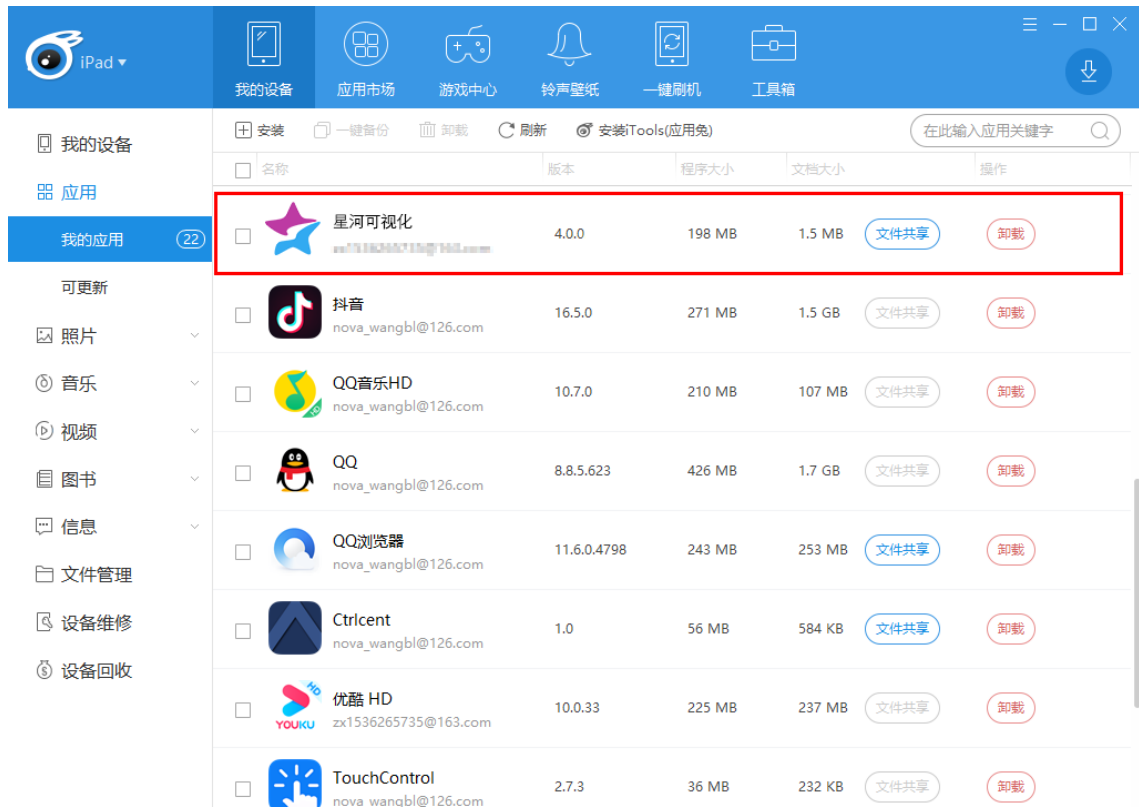 iPad
我的设备
应用市场
游戏中心
铃声壁纸
一键刷机
工具箱
我的设备
应用
我的应用 22
可更新
照片
音乐
视频
图书
信息
文件管理
设备维修
设备回收
安装 一键备份 卸载 刷新 安装iTools(应用兔) 在此输入应用关键字
名称 版本 程序大小 文档大小 操作
星河可视化
4.0.0 198 MB 1.5 MB 文件共享 卸载
抖音
nova_wangbl@126.com
16.5.0 271 MB 1.5 GB 文件共享 卸载
QQ音乐HD
nova_wangbl@126.com
10.7.0 210 MB 107 MB 文件共享 卸载
HD
QQ
nova_wangbl@126.com
8.8.5.623 426 MB 1.7 GB 文件共享 卸载
QQ浏览器
nova_wangbl@126.com
11.6.0.4798 243 MB 253 MB 文件共享 卸载
Ctrlcent
nova_wangbl@126.com
1.0 56 MB 584 KB 文件共享 卸载
HD
YOUKU
优酷 HD
zx1536265735@163.com
10.0.33 225 MB 237 MB 文件共享 卸载
TouchControl
nova_wangbl@126.com
2.7.3 36 MB 232 KB 文件共享 卸载